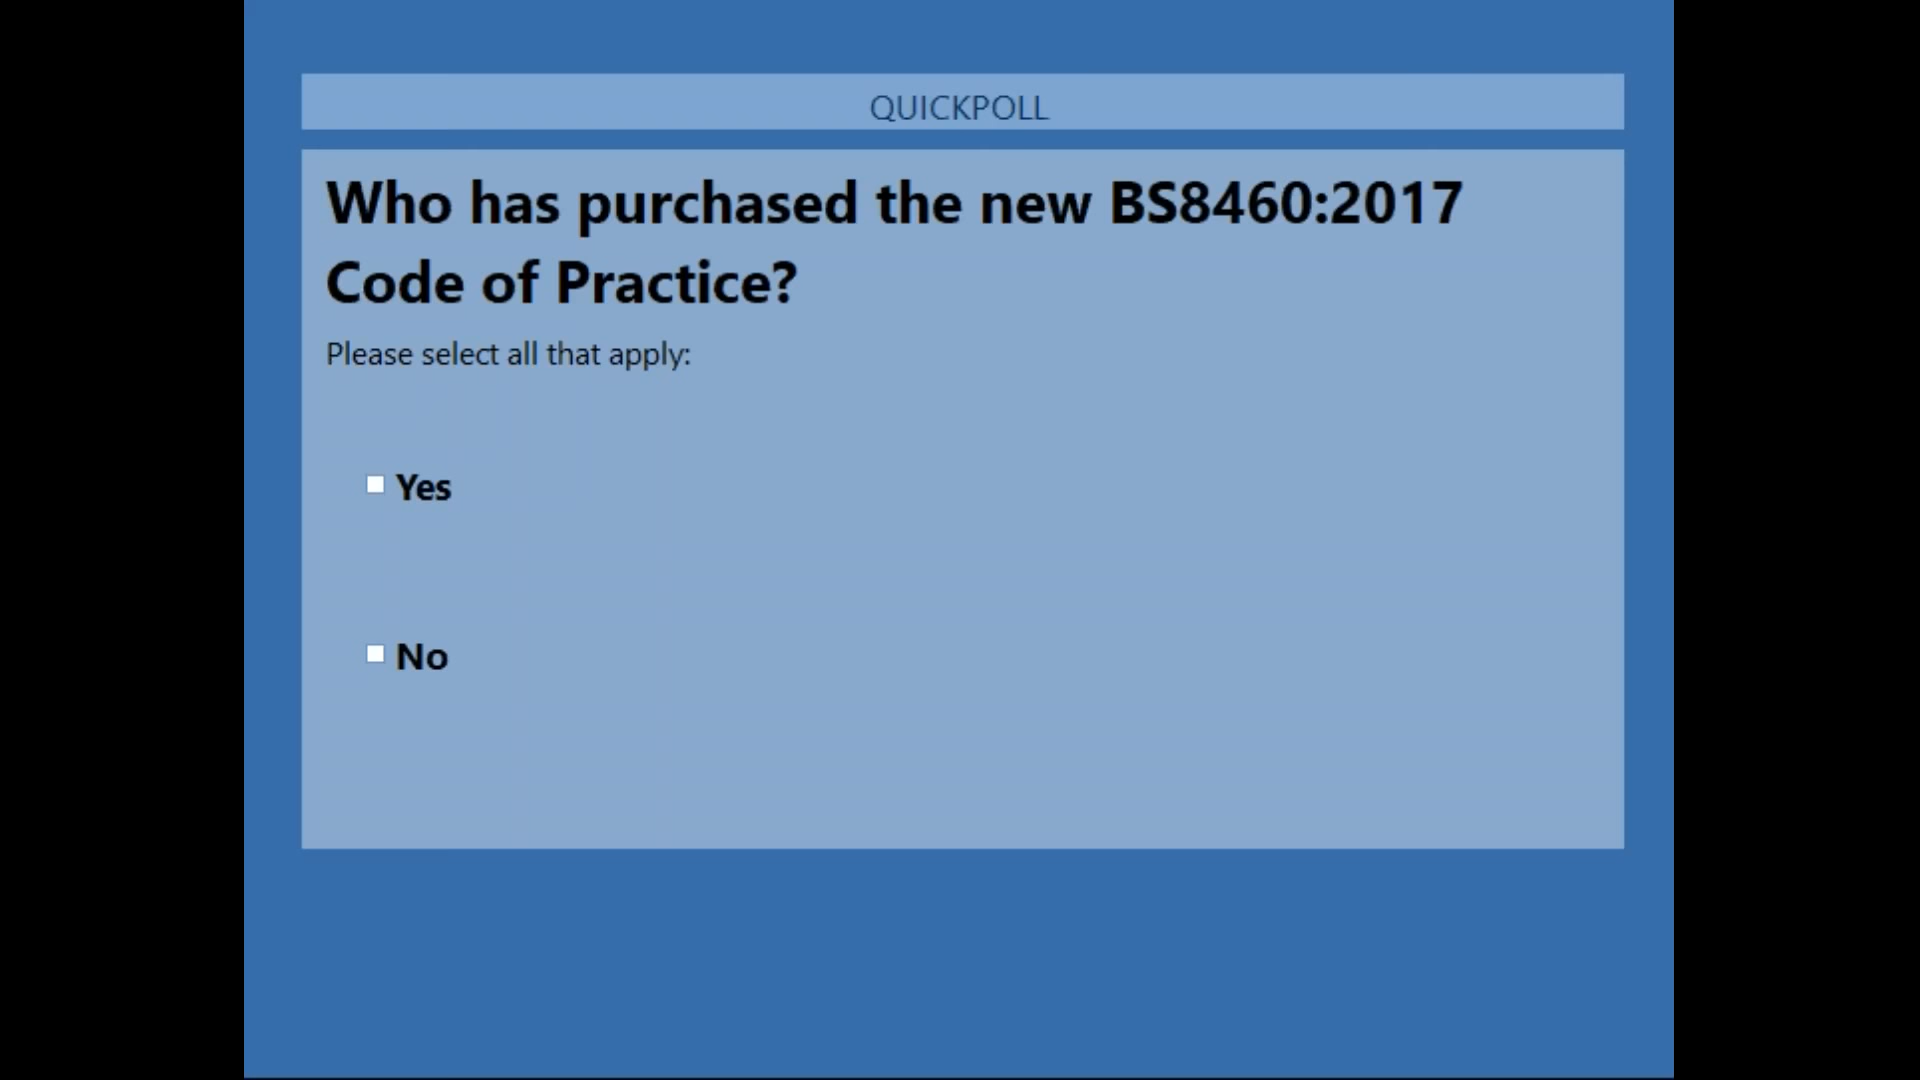 QUICKPOLL
Who has purchased the new BS8460:2017
Code of Practice?
Please select all that apply:
Yes
No